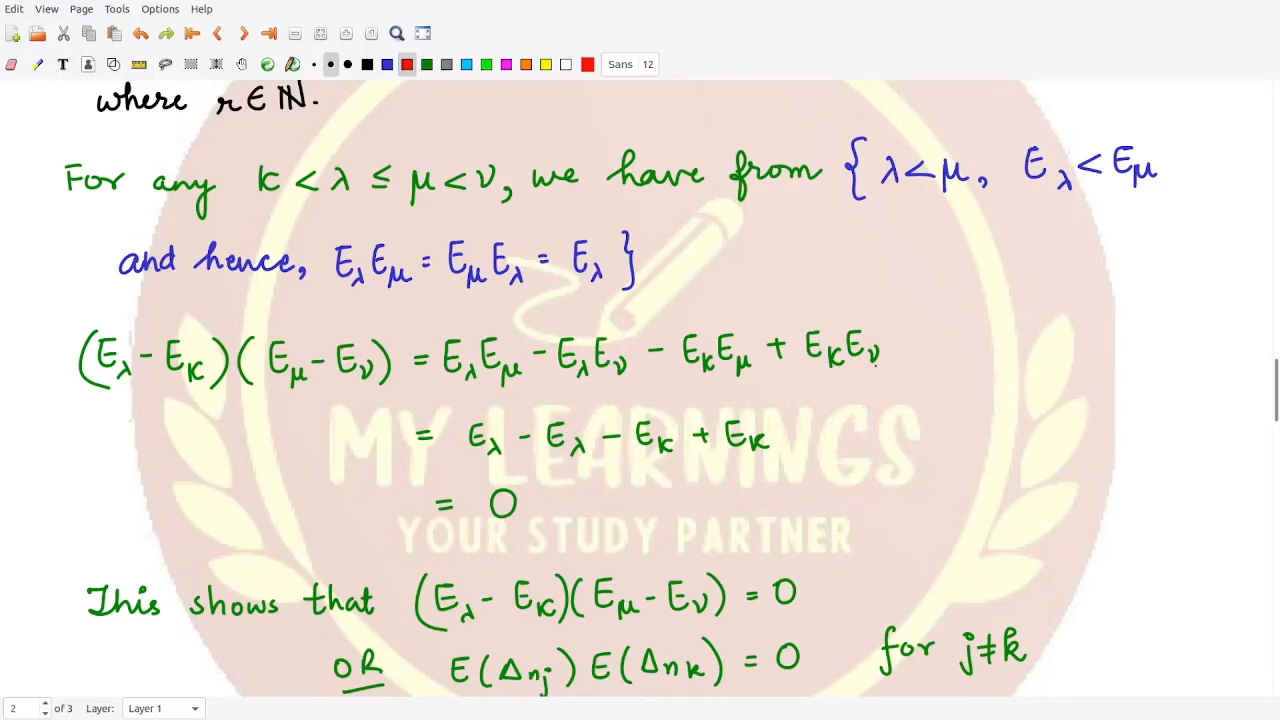 Edit View Page Tools Options Help
Sans 12
where r ∈ ℕ.
For any κ < λ ≤ μ < ν, we have from { λ < μ, E_λ < E_μ
and hence, E_λ E_μ = E_μ E_λ = E_λ }
(E_λ - E_κ)(E_μ - E_ν) = E_λ E_μ - E_λ E_ν - E_κ E_μ + E_κ E_ν
= E_λ - E_λ - E_κ + E_κ
= 0
MY LEARNINGS
YOUR STUDY PARTNER
This shows that (E_λ - E_κ)(E_μ - E_ν) = 0
OR E(Δ_nj) E(Δ_nk) = 0 for j ≠ k
2 of 3 Layer: Layer 1